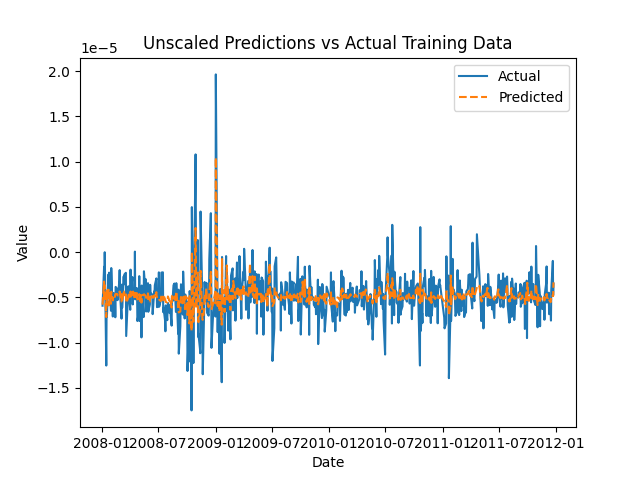 Unscaled Predictions vs Actual Training Data
1e−5
Actual
Predicted
2.0
1.5
1.0
0.5
0.0
−0.5
−1.0
−1.5
Value
2008-01 2008-07 2009-01 2009-07 2010-01 2010-07 2011-01 2011-07 2012-01
Date